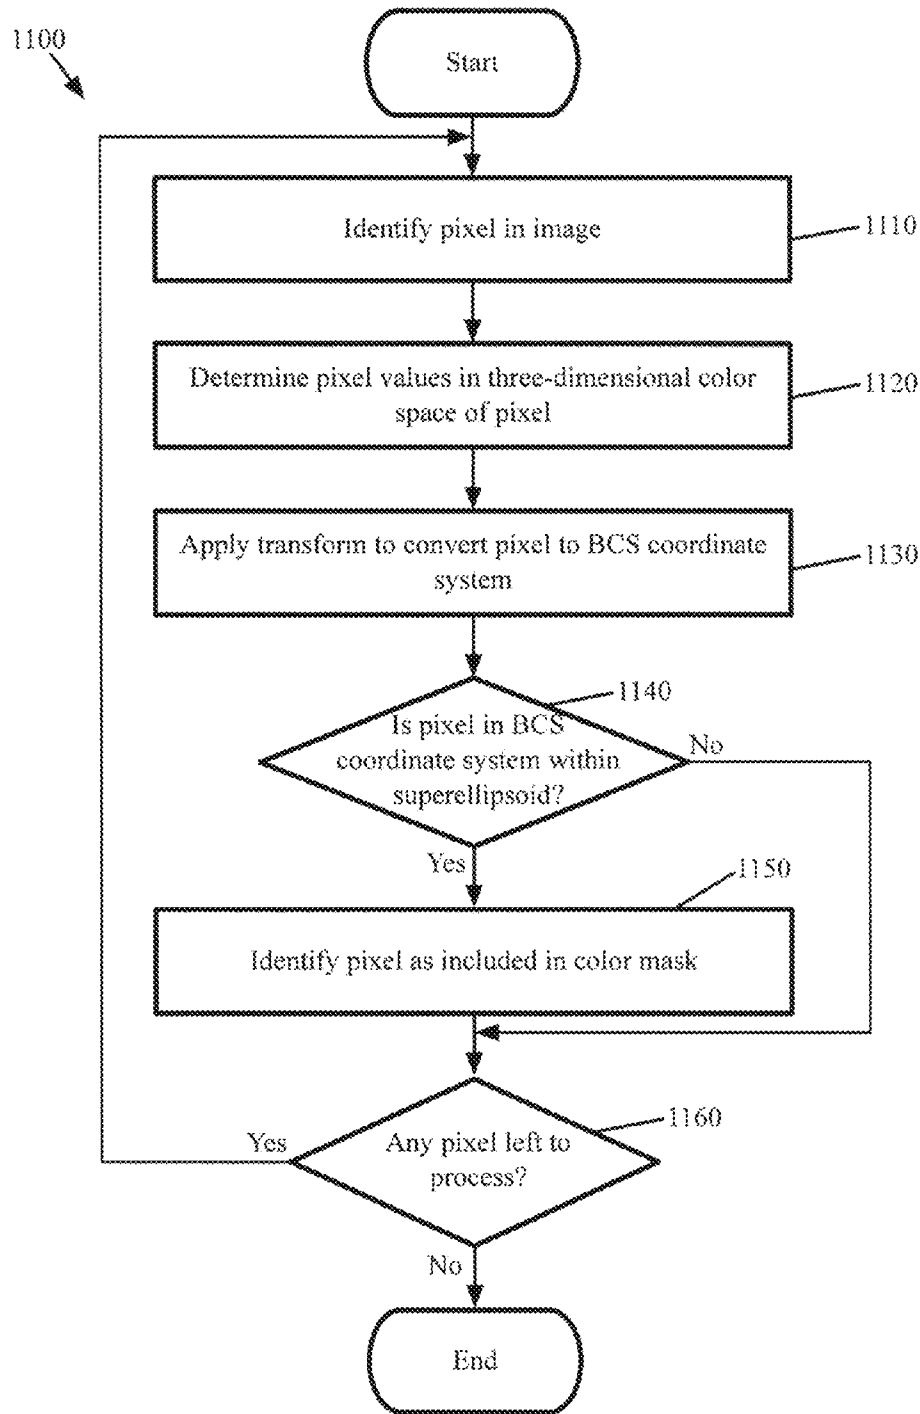 1100
Start
Identify pixel in image
1110
Determine pixel values in three-dimensional color
space of pixel
1120
Apply transform to convert pixel to BCS coordinate
system
1130
1140
Is pixel in BCS
coordinate system within
superellipsoid?
No
Yes
1150
Identify pixel as included in color mask
1160
Any pixel left to
process?
Yes
No
End